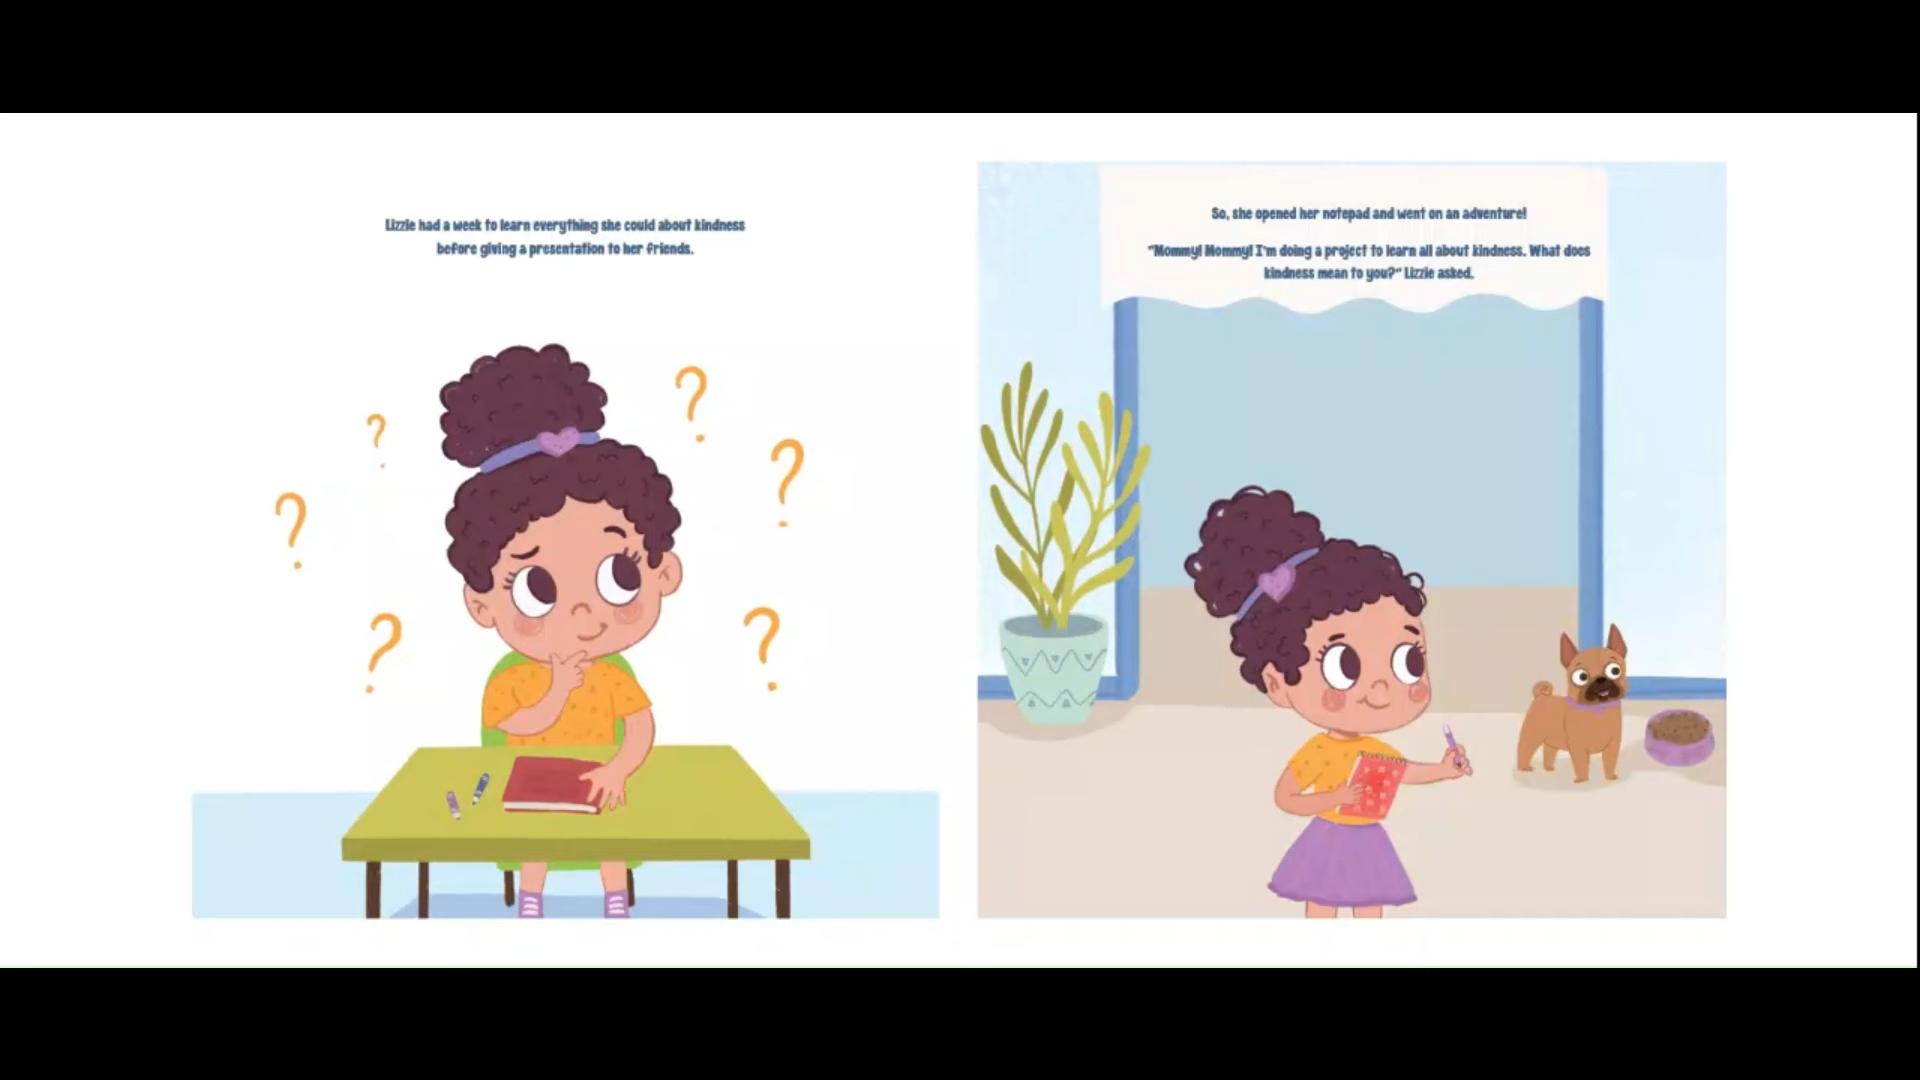 Lizzie had a week to learn everything she could about kindness
before giving a presentation to her friends.
So, she opened her notepad and went on an adventure!
"Mommy! Mommy! I'm doing a project to learn all about kindness. What does
kindness mean to you?" Lizzie asked.